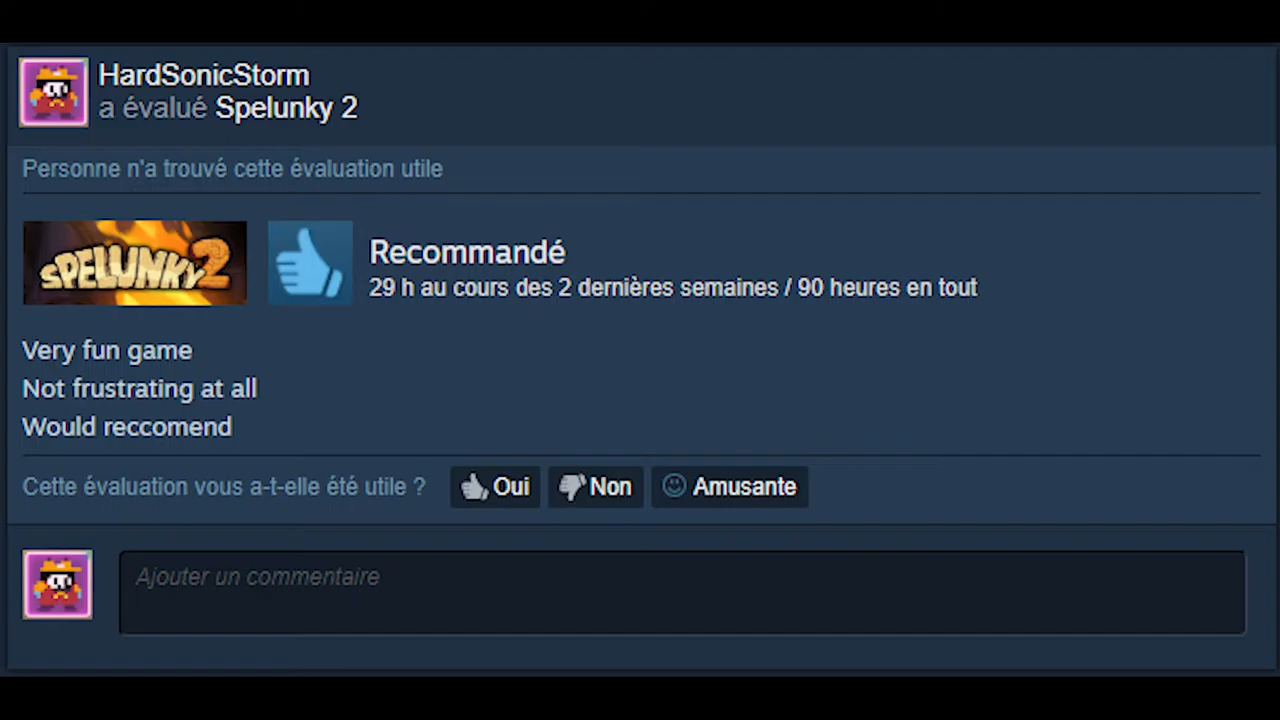 HardSonicStorm
a évalué Spelunky 2
Personne n'a trouvé cette évaluation utile
SPELUNKY 2
Recommandé
29 h au cours des 2 dernières semaines / 90 heures en tout
Very fun game
Not frustrating at all
Would reccomend
Cette évaluation vous a-t-elle été utile ? Oui Non Amusante
Ajouter un commentaire